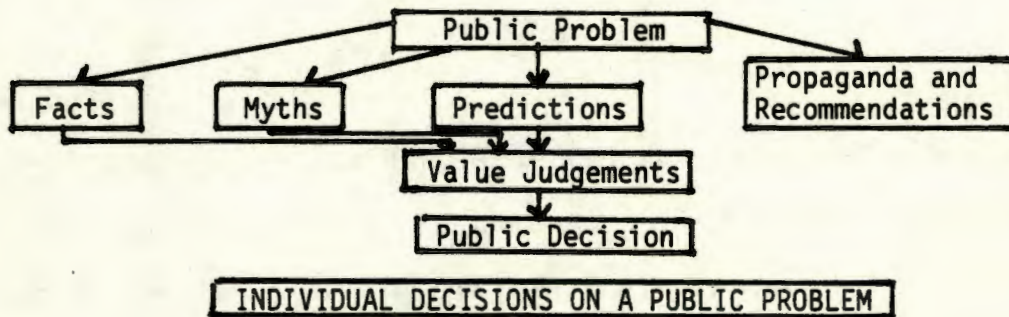 Public Problem
Facts
Myths
Predictions
Propaganda and
Recommendations
Value Judgements
Public Decision
INDIVIDUAL DECISIONS ON A PUBLIC PROBLEM